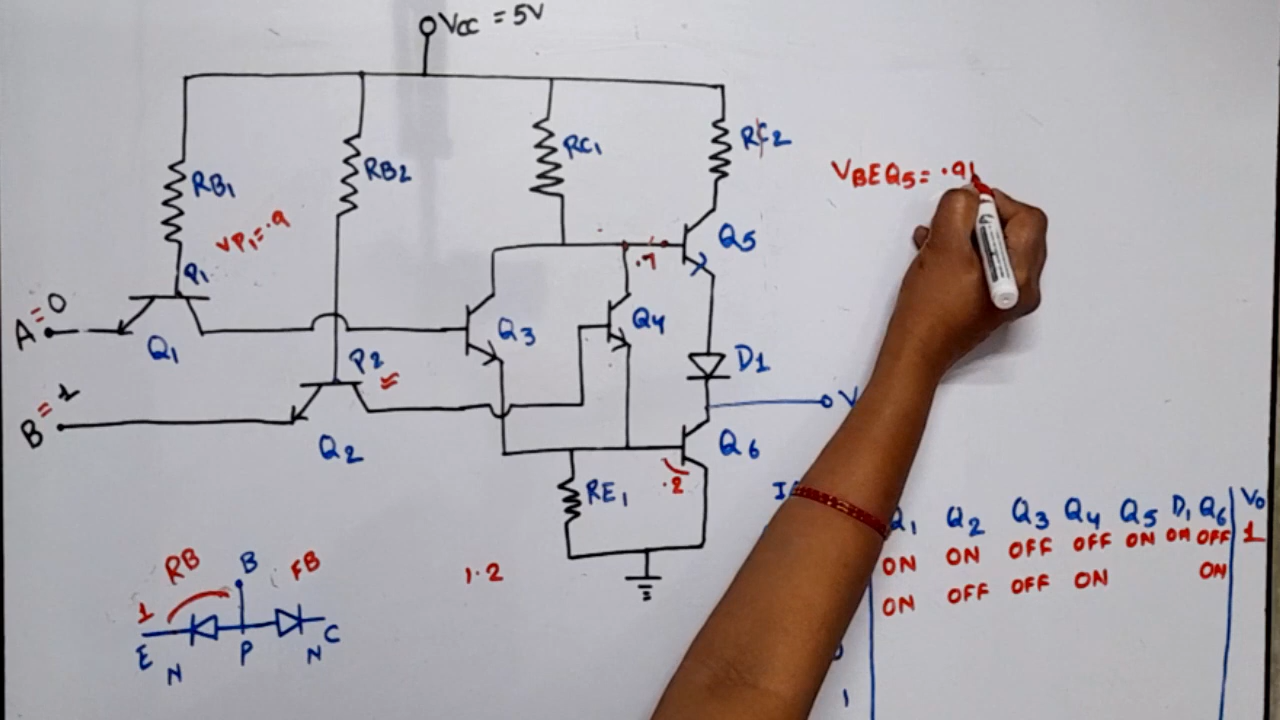 VCC = 5V
RB1
RB2
RC1
RC2
VBEQ5 = .9
VP1 = .9
P1
Q5
.7
A = 0
Q1
Q3
Q4
P2
D1
V
B = 1
Q2
Q6
RE1
.2
Q1 Q2 Q3 Q4 Q5 D1 Q6 Vo
ON ON OFF OFF ON ON OFF 1
ON OFF OFF ON ON
RB B FB
1.2
1
E N P N C
1